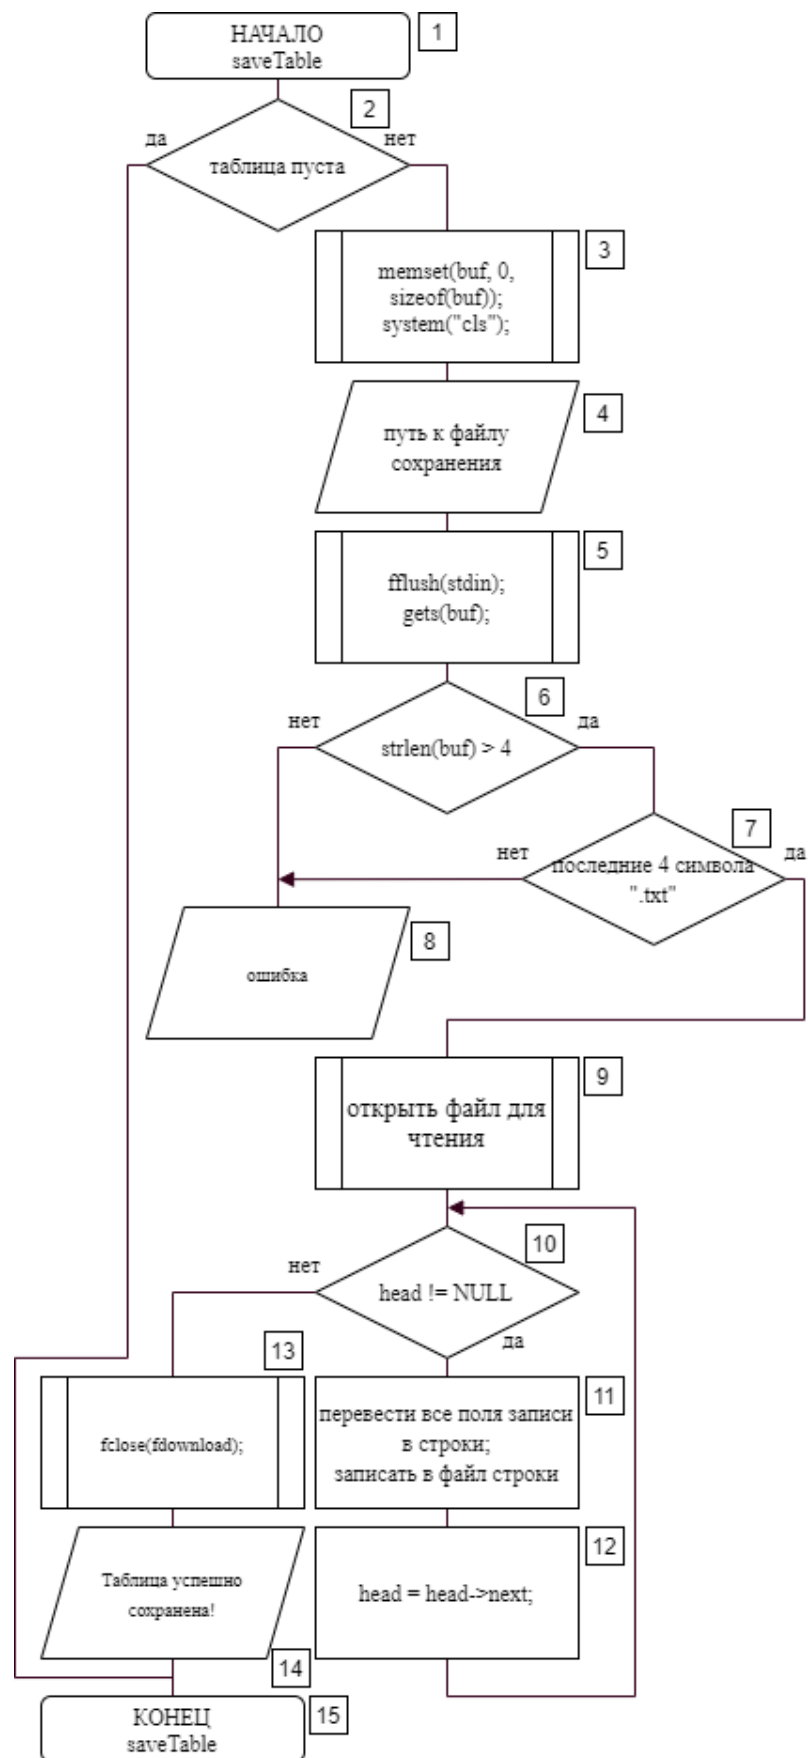 НАЧАЛО
saveTable
1
2
да
нет
таблица пуста
3
memset(buf, 0,
sizeof(buf));
system("cls");
4
путь к файлу
сохранения
5
fflush(stdin);
gets(buf);
6
нет
да
strlen(buf) > 4
7
нет
да
последние 4 символа
".txt"
8
ошибка
9
открыть файл для
чтения
10
нет
head != NULL
да
13
fclose(fdownload);
11
перевести все поля записи
в строки;
записать в файл строки
12
head = head->next;
Таблица успешно
сохранена!
14
КОНЕЦ
saveTable
15